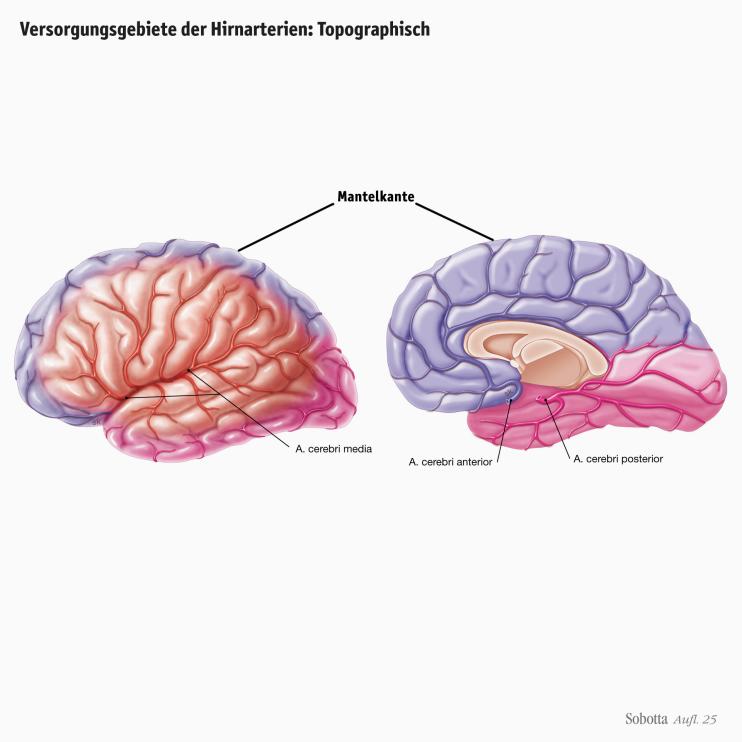 Versorgungsgebiete der Hirnarterien: Topographisch
Mantelkante
A. cerebri media
A. cerebri anterior
A. cerebri posterior
Sobotta Aufl. 25